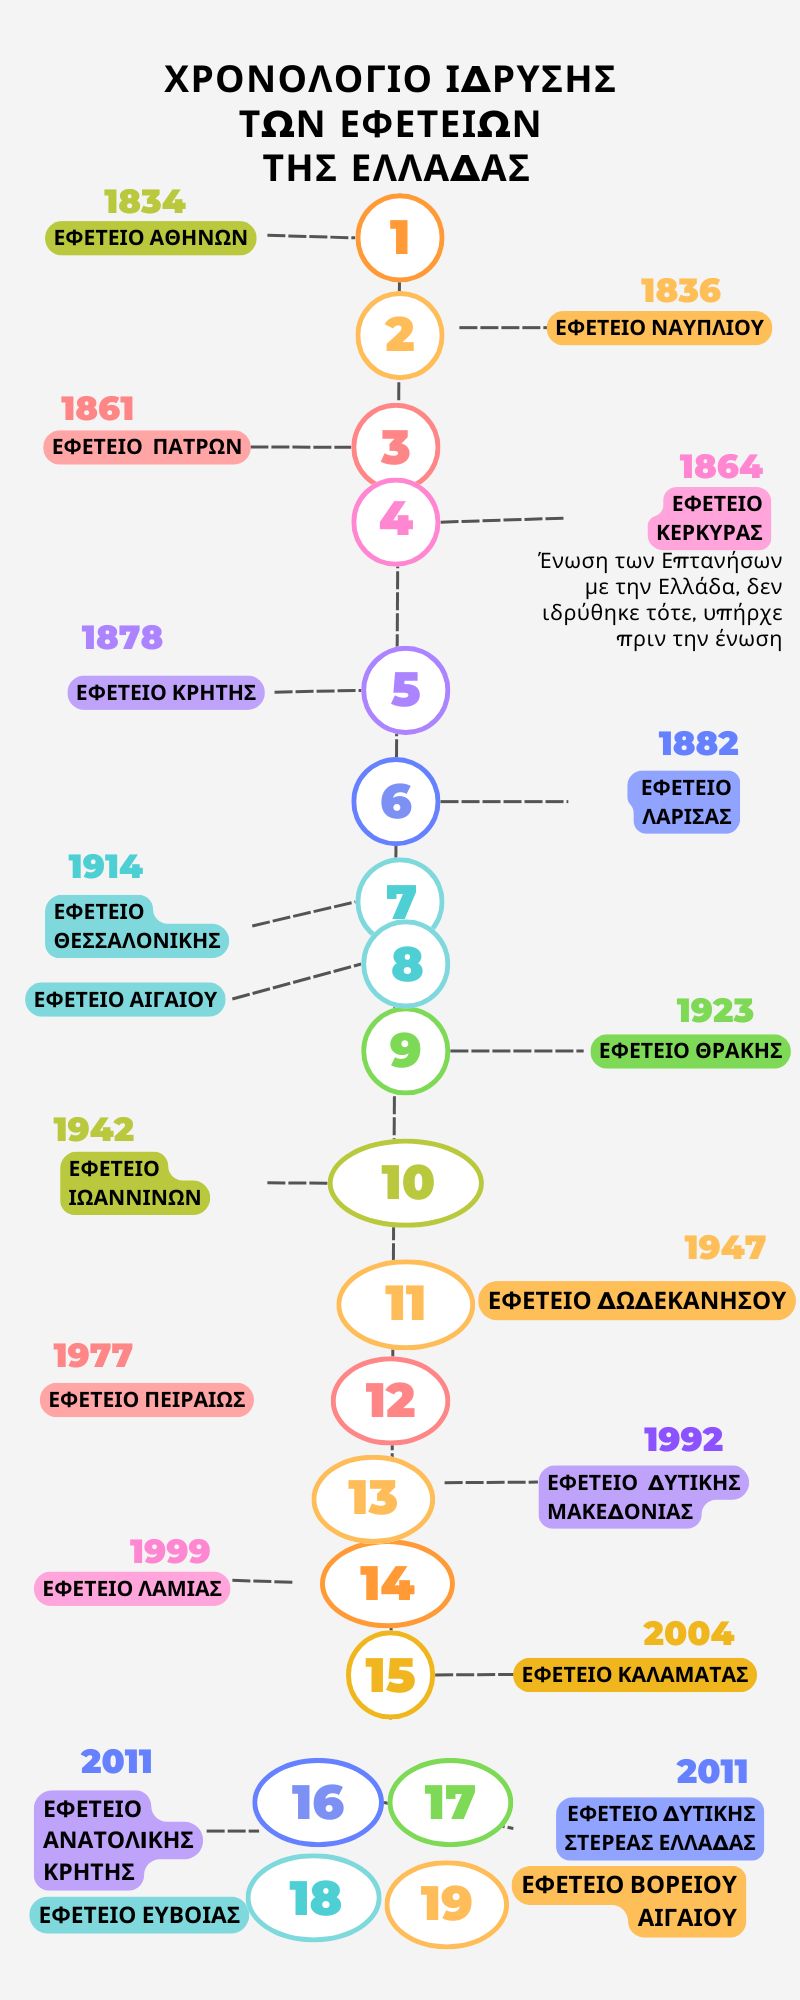 ΧΡΟΝΟΛΟΓΙΟ ΙΔΡΥΣΗΣ
ΤΩΝ ΕΦΕΤΕΙΩΝ
ΤΗΣ ΕΛΛΑΔΑΣ
1834
ΕΦΕΤΕΙΟ ΑΘΗΝΩΝ
1
1836
ΕΦΕΤΕΙΟ ΝΑΥΠΛΙΟΥ
2
1861
ΕΦΕΤΕΙΟ ΠΑΤΡΩΝ
3
1864
ΕΦΕΤΕΙΟ
ΚΕΡΚΥΡΑΣ
4
Ένωση των Επτανήσων
με την Ελλάδα, δεν
ιδρύθηκε τότε, υπήρχε
πριν την ένωση
1878
ΕΦΕΤΕΙΟ ΚΡΗΤΗΣ
5
1882
ΕΦΕΤΕΙΟ
ΛΑΡΙΣΑΣ
6
1914
ΕΦΕΤΕΙΟ
ΘΕΣΣΑΛΟΝΙΚΗΣ
7
ΕΦΕΤΕΙΟ ΑΙΓΑΙΟΥ
8
1923
ΕΦΕΤΕΙΟ ΘΡΑΚΗΣ
9
1942
ΕΦΕΤΕΙΟ
ΙΩΑΝΝΙΝΩΝ
10
1947
ΕΦΕΤΕΙΟ ΔΩΔΕΚΑΝΗΣΟΥ
11
1977
ΕΦΕΤΕΙΟ ΠΕΙΡΑΙΩΣ
12
1992
ΕΦΕΤΕΙΟ ΔΥΤΙΚΗΣ
ΜΑΚΕΔΟΝΙΑΣ
13
1999
ΕΦΕΤΕΙΟ ΛΑΜΙΑΣ
14
2004
ΕΦΕΤΕΙΟ ΚΑΛΑΜΑΤΑΣ
15
2011
ΕΦΕΤΕΙΟ
ΑΝΑΤΟΛΙΚΗΣ
ΚΡΗΤΗΣ
16
17
2011
ΕΦΕΤΕΙΟ ΔΥΤΙΚΗΣ
ΣΤΕΡΕΑΣ ΕΛΛΑΔΑΣ
ΕΦΕΤΕΙΟ ΕΥΒΟΙΑΣ
18
19
ΕΦΕΤΕΙΟ ΒΟΡΕΙΟΥ
ΑΙΓΑΙΟΥ